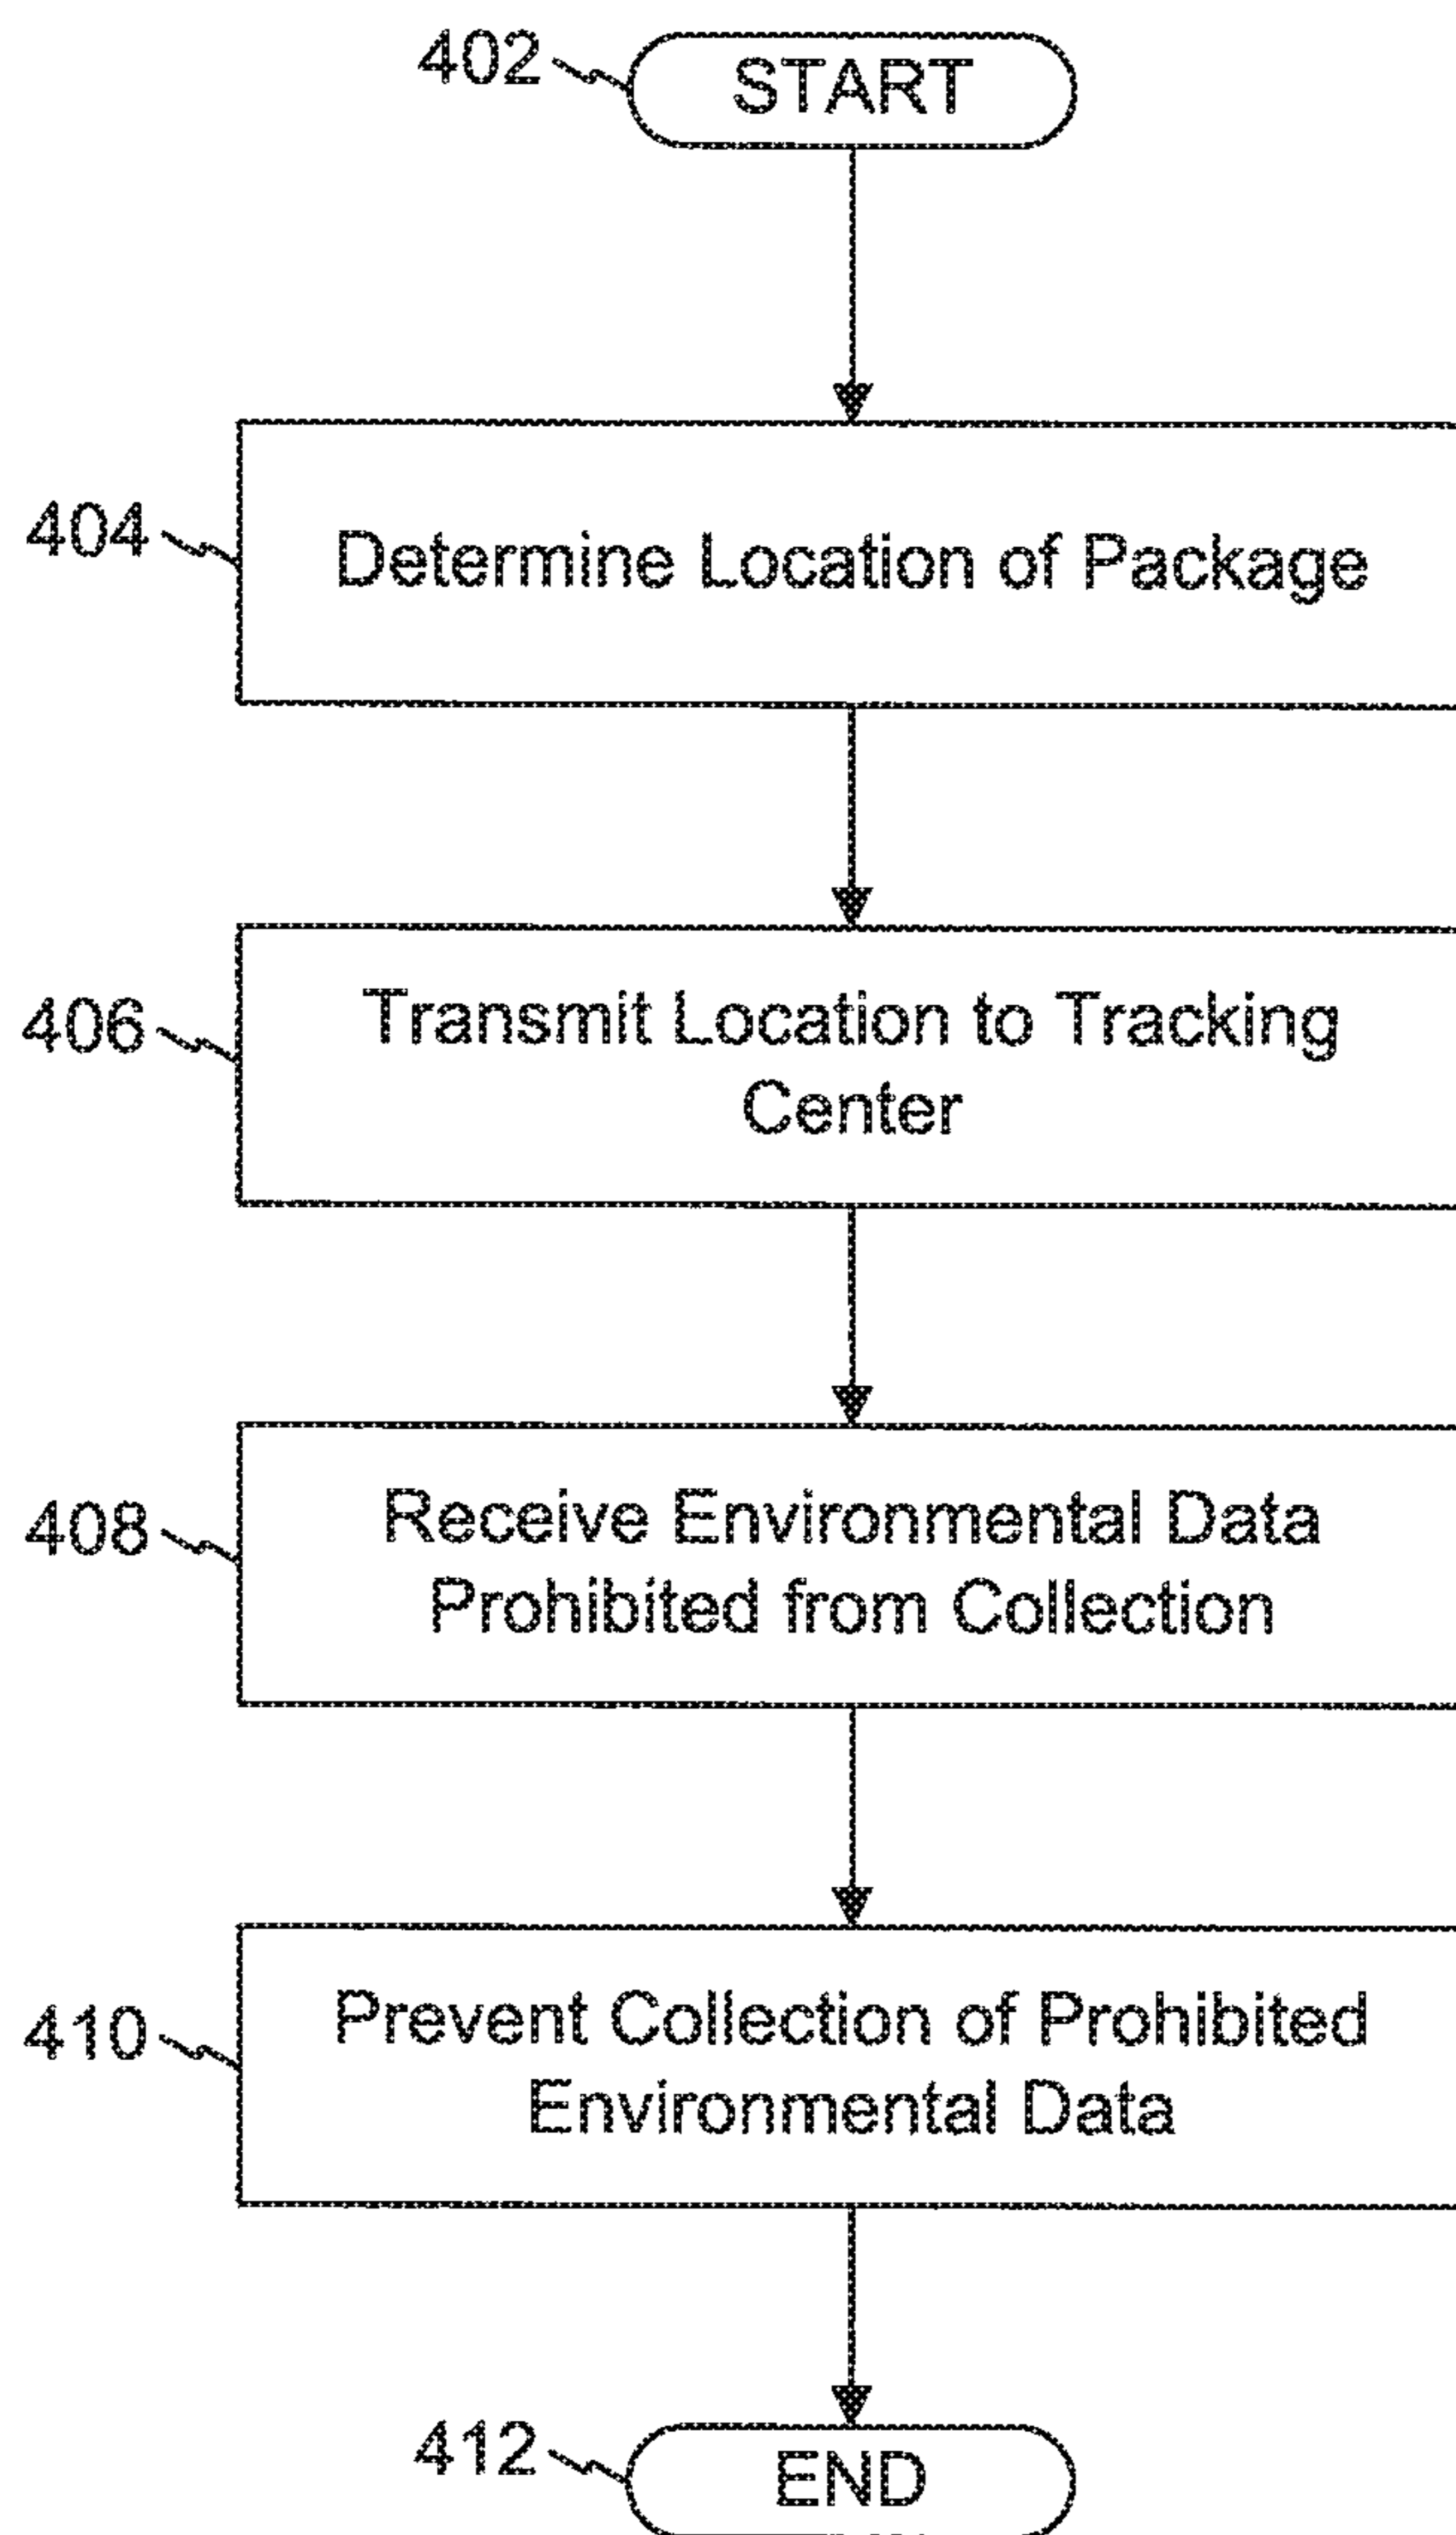 402
START
404
Determine Location of Package
406
Transmit Location to Tracking
Center
408
Receive Environmental Data
Prohibited from Collection
410
Prevent Collection of Prohibited
Environmental Data
412
END